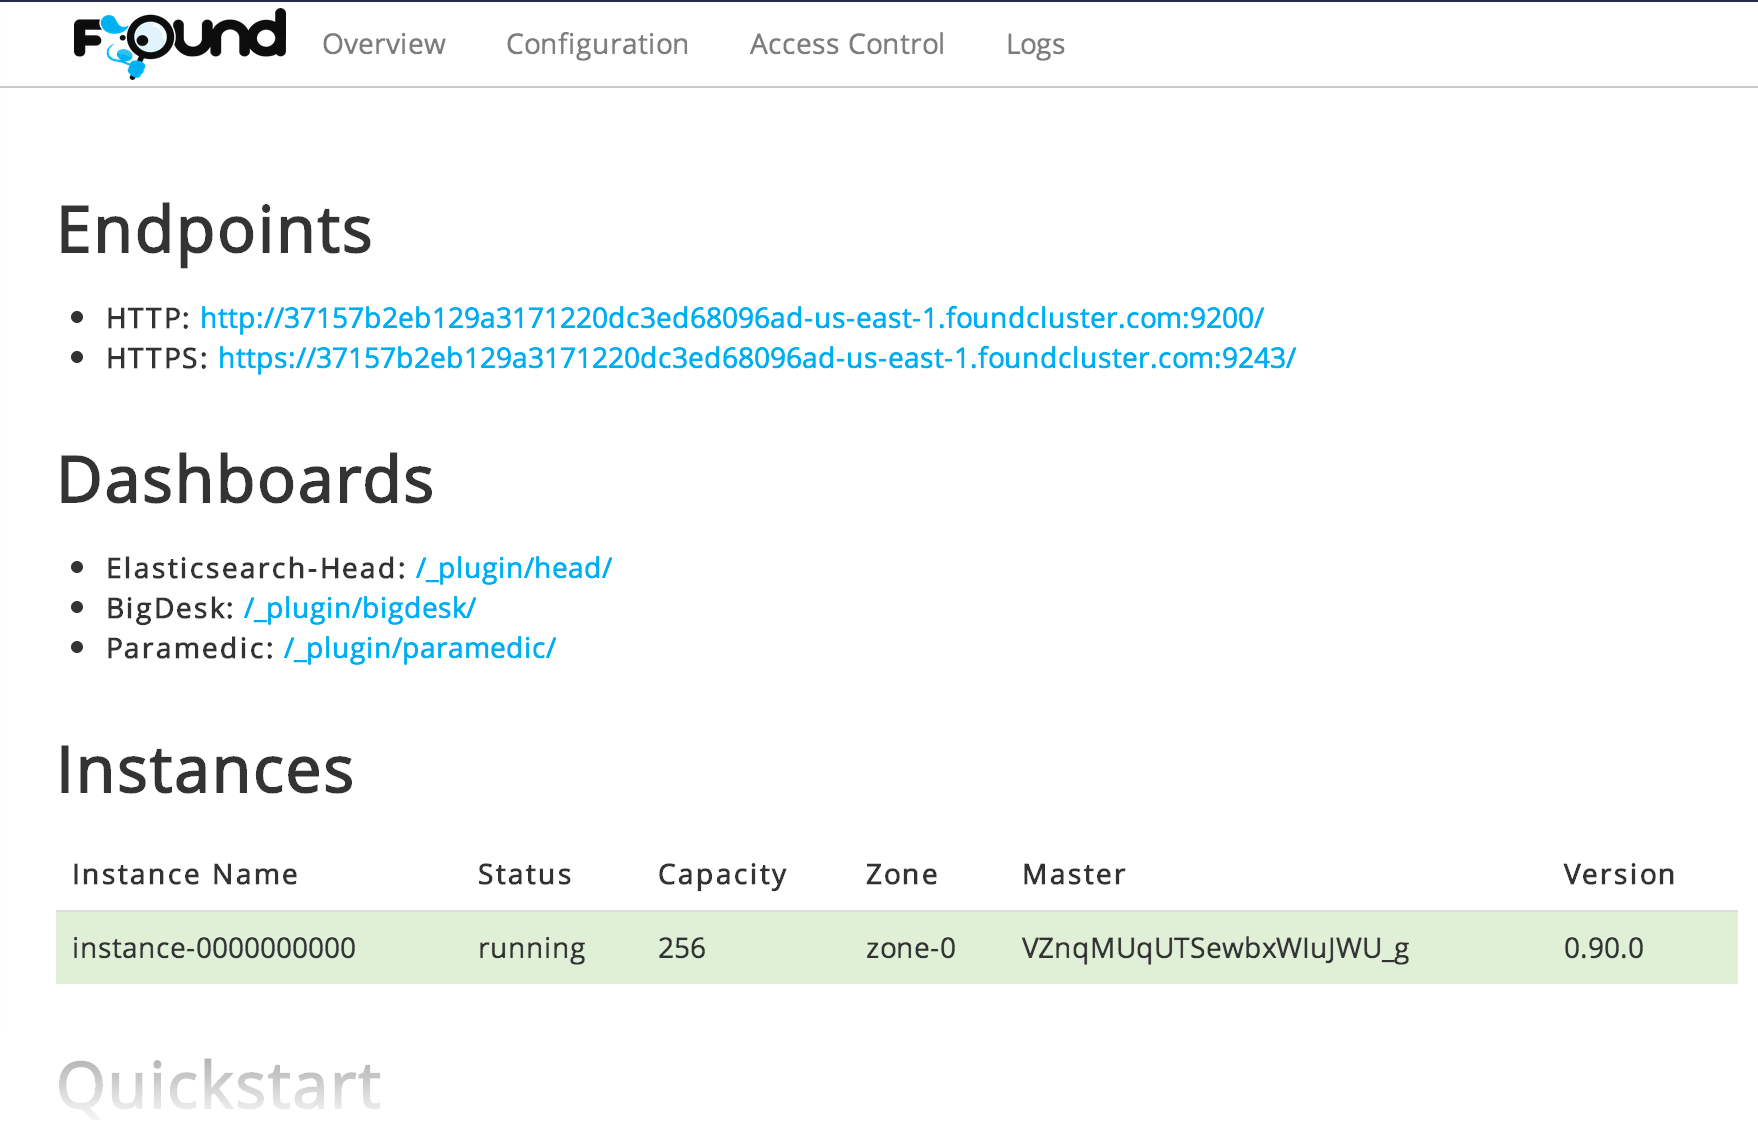 Found Overview Configuration Access Control Logs
Endpoints
HTTP: http://37157b2eb129a3171220dc3ed68096ad-us-east-1.foundcluster.com:9200/
HTTPS: https://37157b2eb129a3171220dc3ed68096ad-us-east-1.foundcluster.com:9243/
Dashboards
Elasticsearch-Head: /_plugin/head/
BigDesk: /_plugin/bigdesk/
Paramedic: /_plugin/paramedic/
Instances
Instance Name Status Capacity Zone Master Version
instance-0000000000 running 256 zone-0 VZnqMUqUTSewbxWIuJWU_g 0.90.0
Quickstart